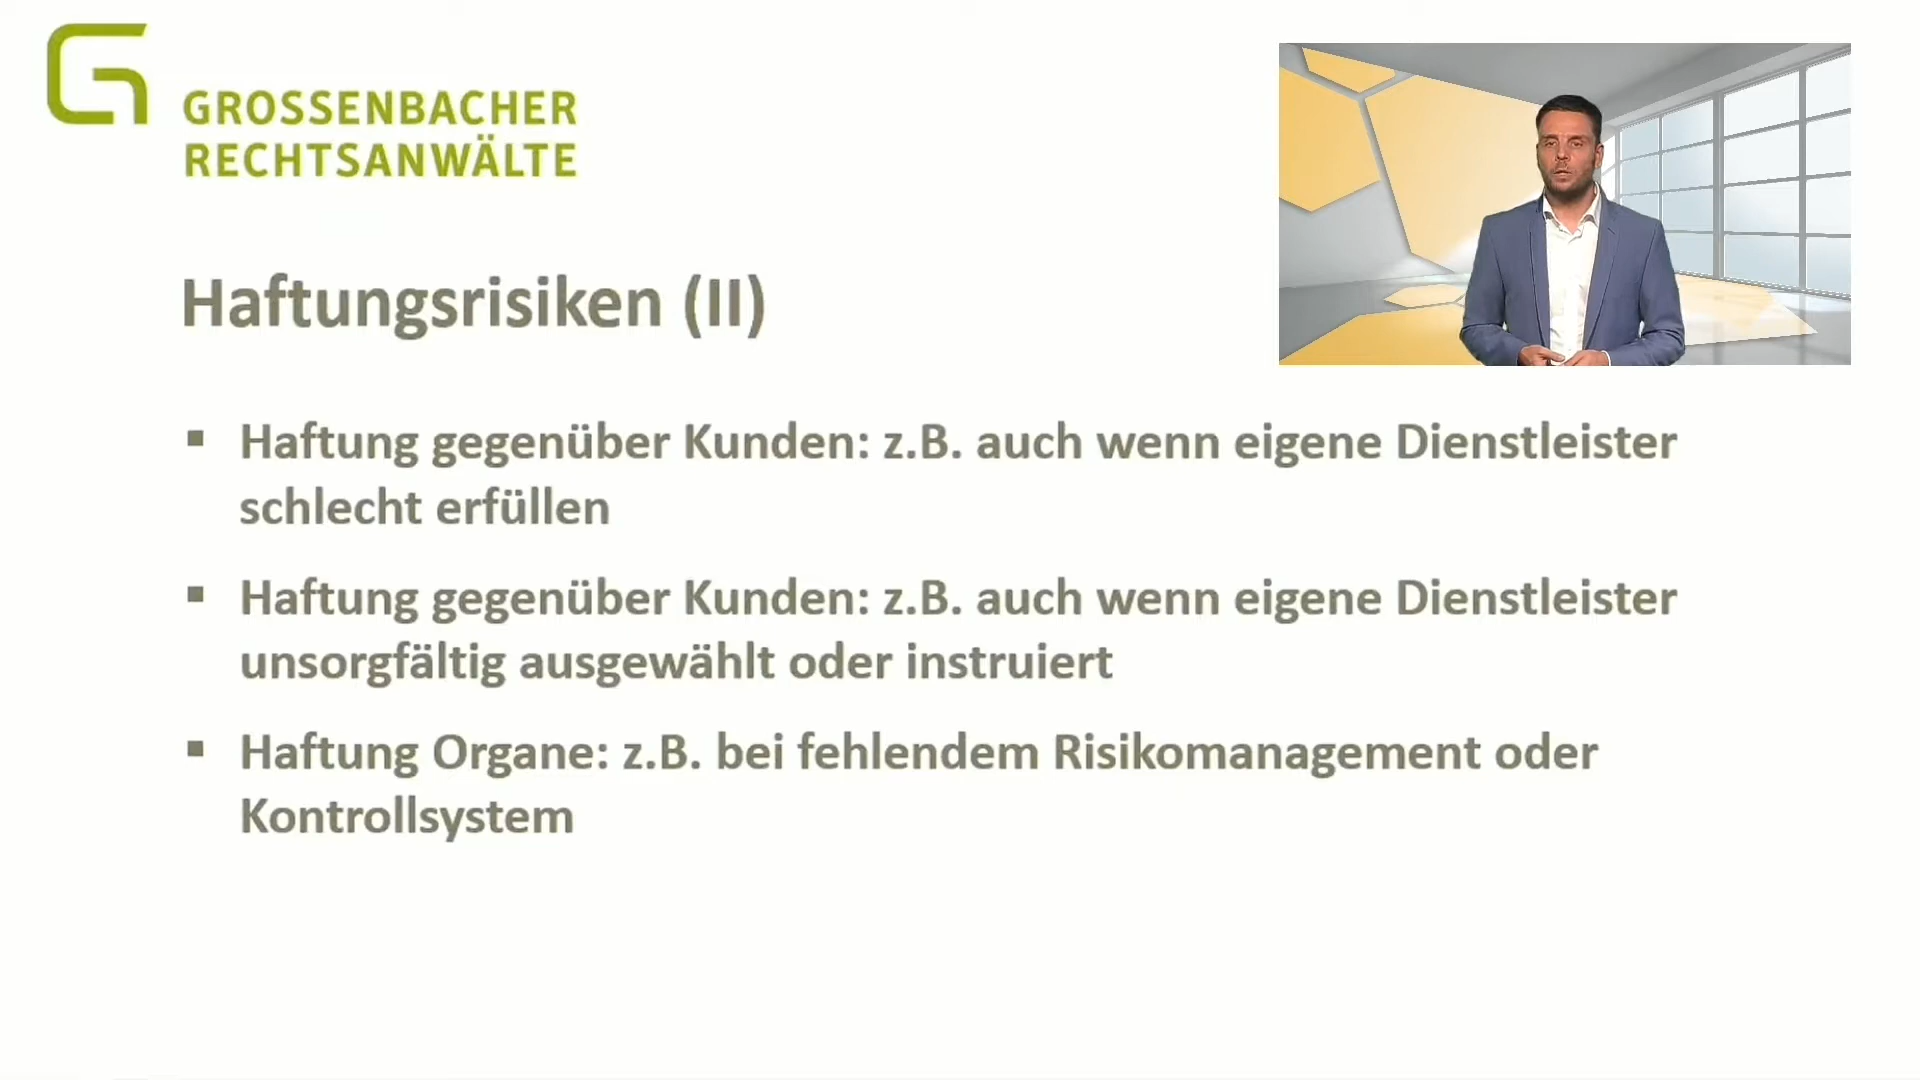 GROSSENBACHER
RECHTSANWÄLTE
Haftungsrisiken (II)
▪ Haftung gegenüber Kunden: z.B. auch wenn eigene Dienstleister
schlecht erfüllen
▪ Haftung gegenüber Kunden: z.B. auch wenn eigene Dienstleister
unsorgfältig ausgewählt oder instruiert
▪ Haftung Organe: z.B. bei fehlendem Risikomanagement oder
Kontrollsystem